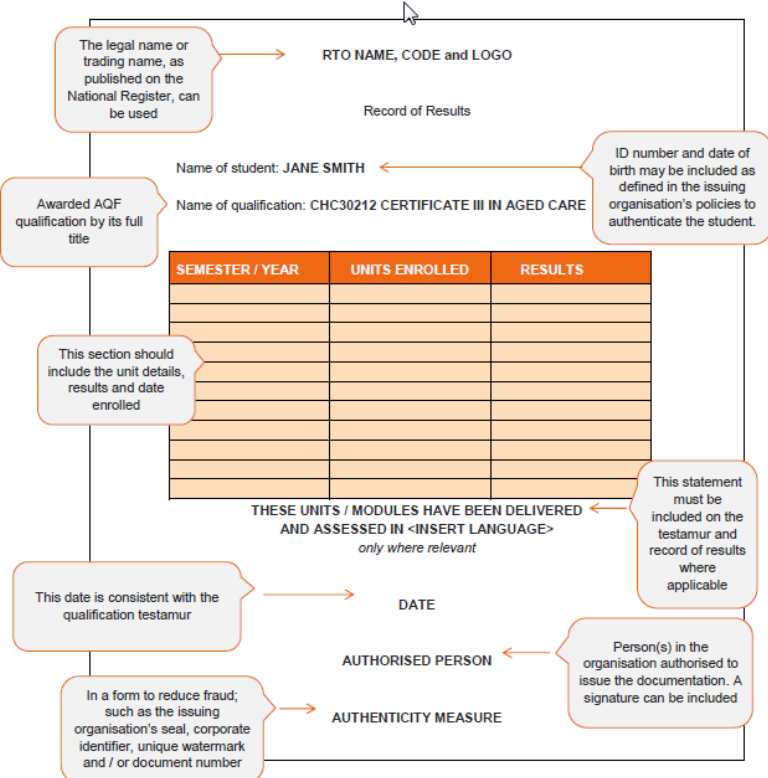 The legal name or
trading name, as
published on the
National Register, can
be used
RTO NAME, CODE and LOGO
Record of Results
Name of student: JANE SMITH
ID number and date of
birth may be included as
defined in the issuing
organisation's policies to
authenticate the student.
Awarded AQF
qualification by its full
title
Name of qualification: CHC30212 CERTIFICATE III IN AGED CARE
SEMESTER / YEAR UNITS ENROLLED RESULTS
This section should
include the unit details,
results and date
enrolled
THESE UNITS / MODULES HAVE BEEN DELIVERED
AND ASSESSED IN <INSERT LANGUAGE>
only where relevant
This statement
must be
included on the
testamur and
record of results
where
applicable
This date is consistent with the
qualification testamur
DATE
AUTHORISED PERSON
Person(s) in the
organisation authorised to
issue the documentation. A
signature can be included
In a form to reduce fraud;
such as the issuing
organisation's seal, corporate
identifier, unique watermark
and / or document number
AUTHENTICITY MEASURE